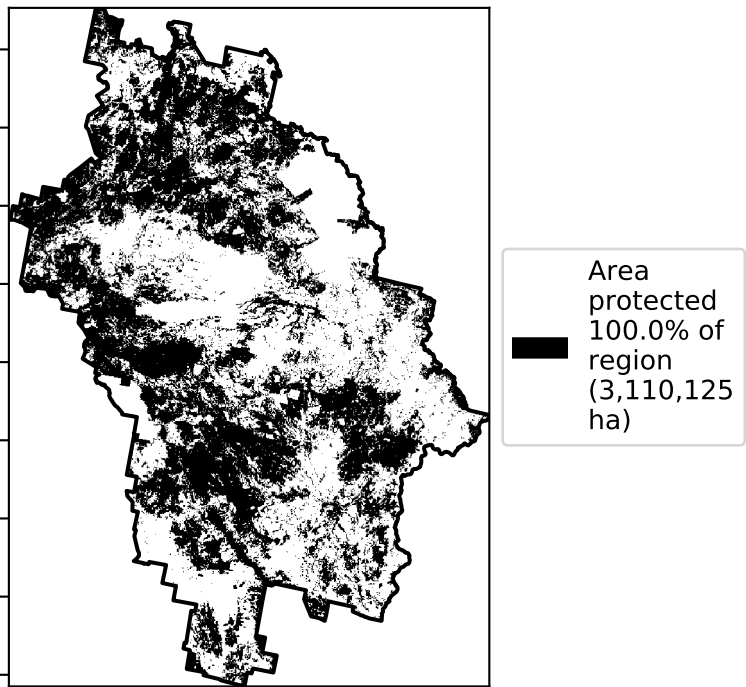 Area
protected
100.0% of
region
(3,110,125
ha)